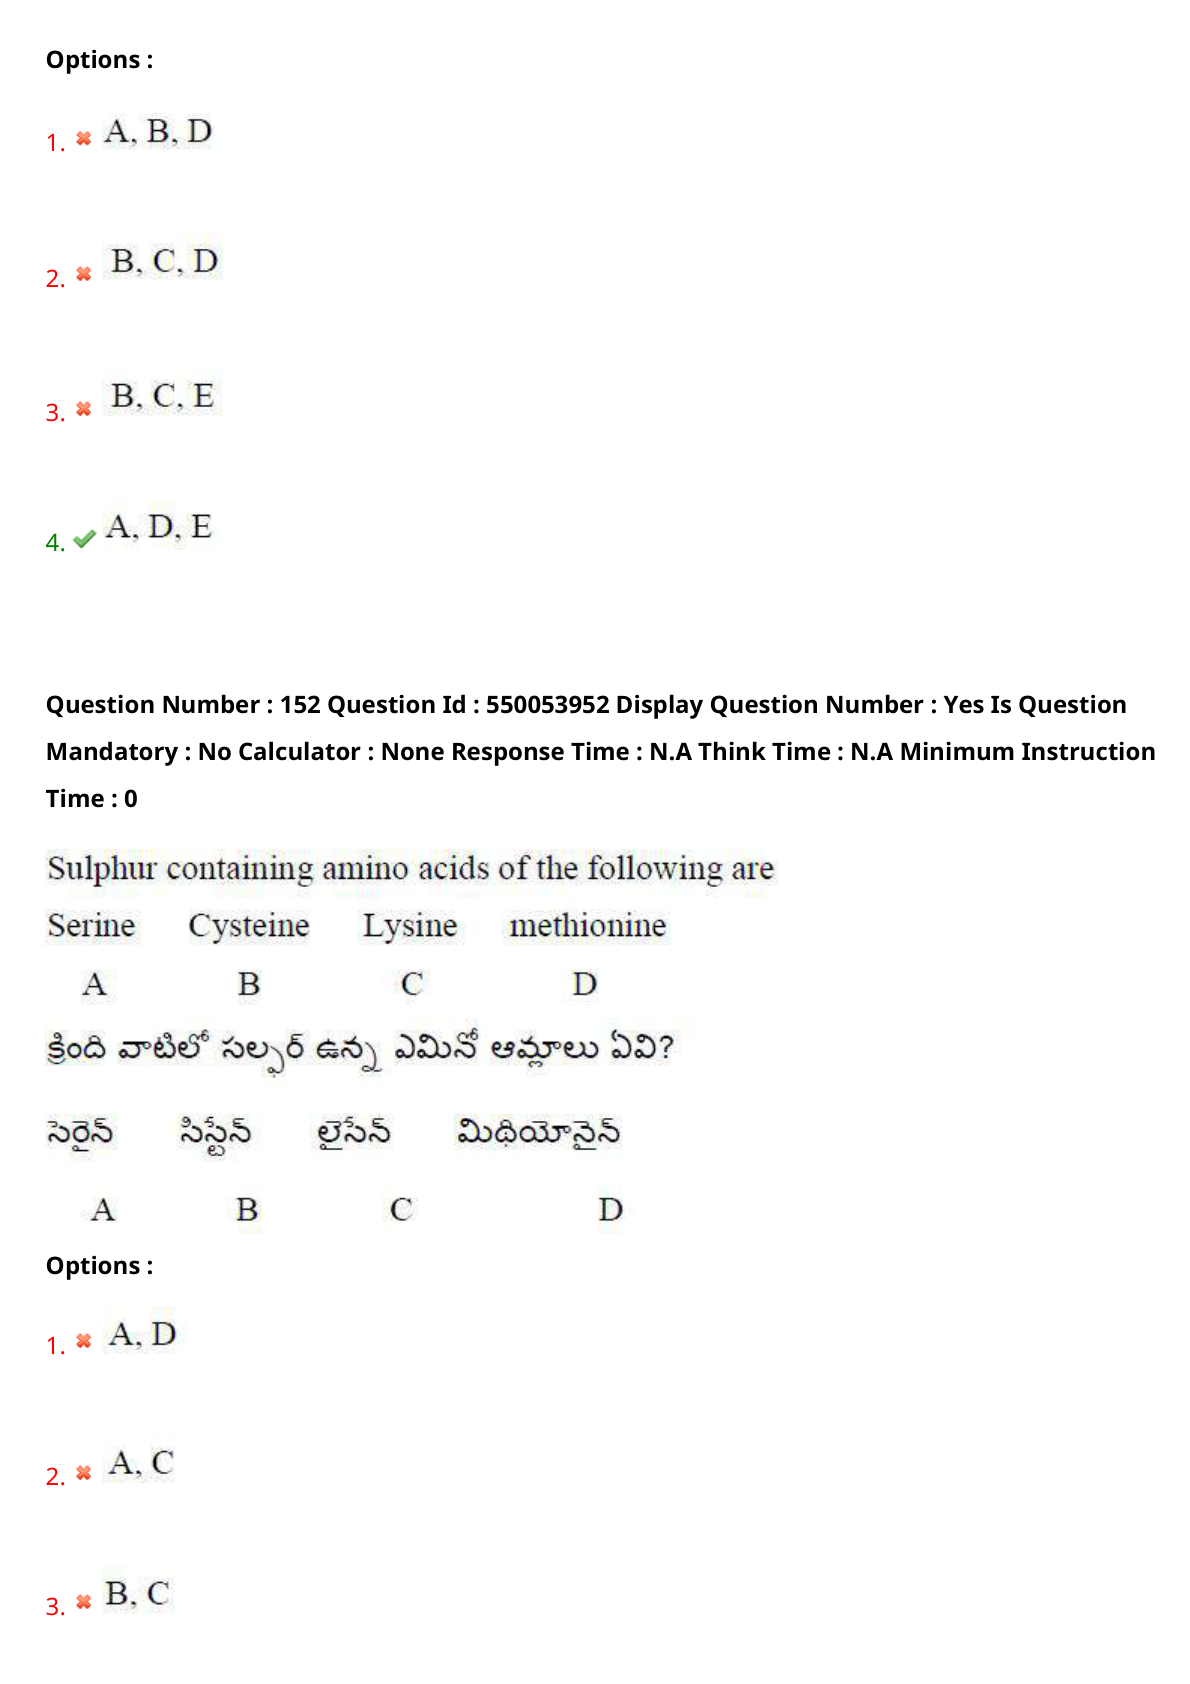 Options :
1. A, B, D
2. B, C, D
3. B, C, E
4. A, D, E
Question Number : 152 Question Id : 550053952 Display Question Number : Yes Is Question
Mandatory : No Calculator : None Response Time : N.A Think Time : N.A Minimum Instruction
Time : 0
Sulphur containing amino acids of the following are
Serine Cysteine Lysine methionine
A B C D
క్రింది వాటిలో సల్ఫర్ ఉన్న ఎమినో ఆమ్లాలు ఏవి?
సెరైన్ సిస్టేన్ లైసేన్ మిథియోనైన్
A B C D
Options :
1. A, D
2. A, C
3. B, C